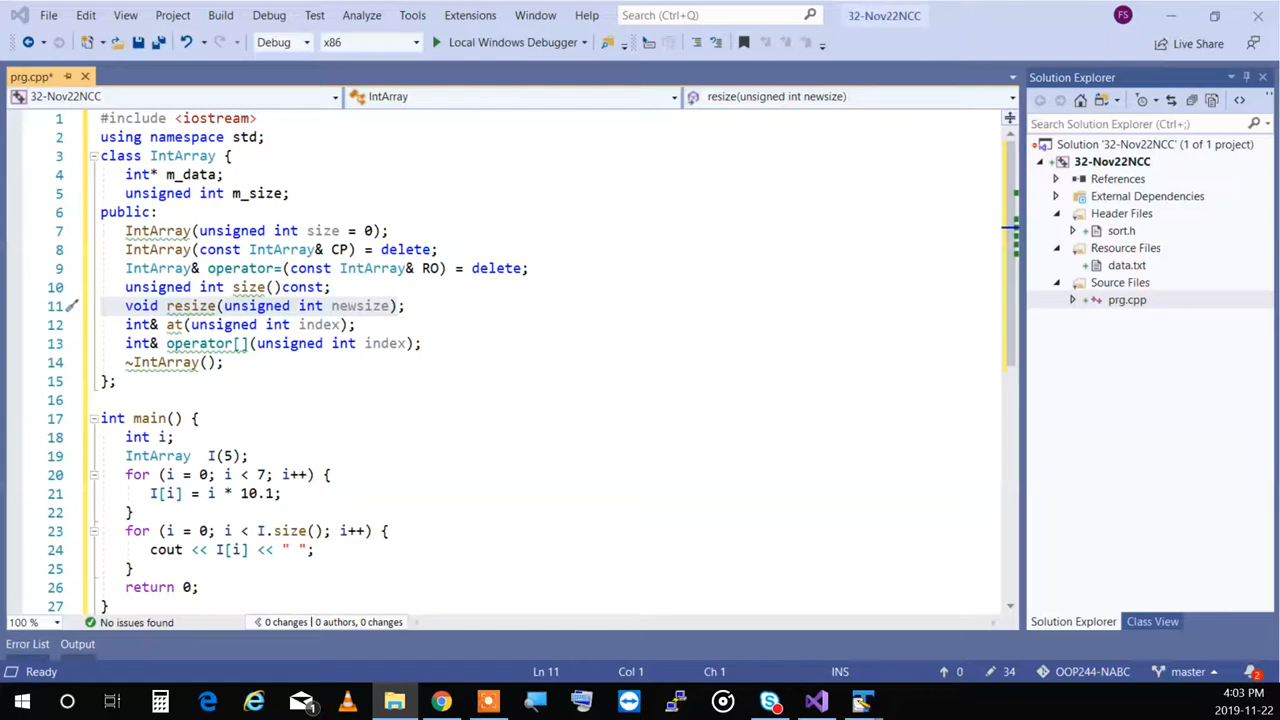 File Edit View Project Build Debug Test Analyze Tools Extensions Window Help Search (Ctrl+Q) 32-Nov22NCC FS
Debug x86 Local Windows Debugger Live Share
prg.cpp*
32-Nov22NCC IntArray resize(unsigned int newsize)
1 #include <iostream>
2 using namespace std;
3 class IntArray {
4 int* m_data;
5 unsigned int m_size;
6 public:
7 IntArray(unsigned int size = 0);
8 IntArray(const IntArray& CP) = delete;
9 IntArray& operator=(const IntArray& RO) = delete;
10 unsigned int size()const;
11 void resize(unsigned int newsize);
12 int& at(unsigned int index);
13 int& operator[](unsigned int index);
14 ~IntArray();
15 };
16
17 int main() {
18 int i;
19 IntArray  I(5);
20 for (i = 0; i < 7; i++) {
21 I[i] = i * 10.1;
22 }
23 for (i = 0; i < I.size(); i++) {
24 cout << I[i] << " ";
25 }
26 return 0;
27 }
100 % No issues found 0 changes | 0 authors, 0 changes
Solution Explorer
Search Solution Explorer (Ctrl+;)
Solution '32-Nov22NCC' (1 of 1 project)
32-Nov22NCC
References
External Dependencies
Header Files
sort.h
Resource Files
data.txt
Source Files
prg.cpp
Solution Explorer Class View
Error List Output
Ready Ln 11 Col 1 Ch 1 INS 0 34 OOP244-NABC master 2
1
4:03 PM
2019-11-22